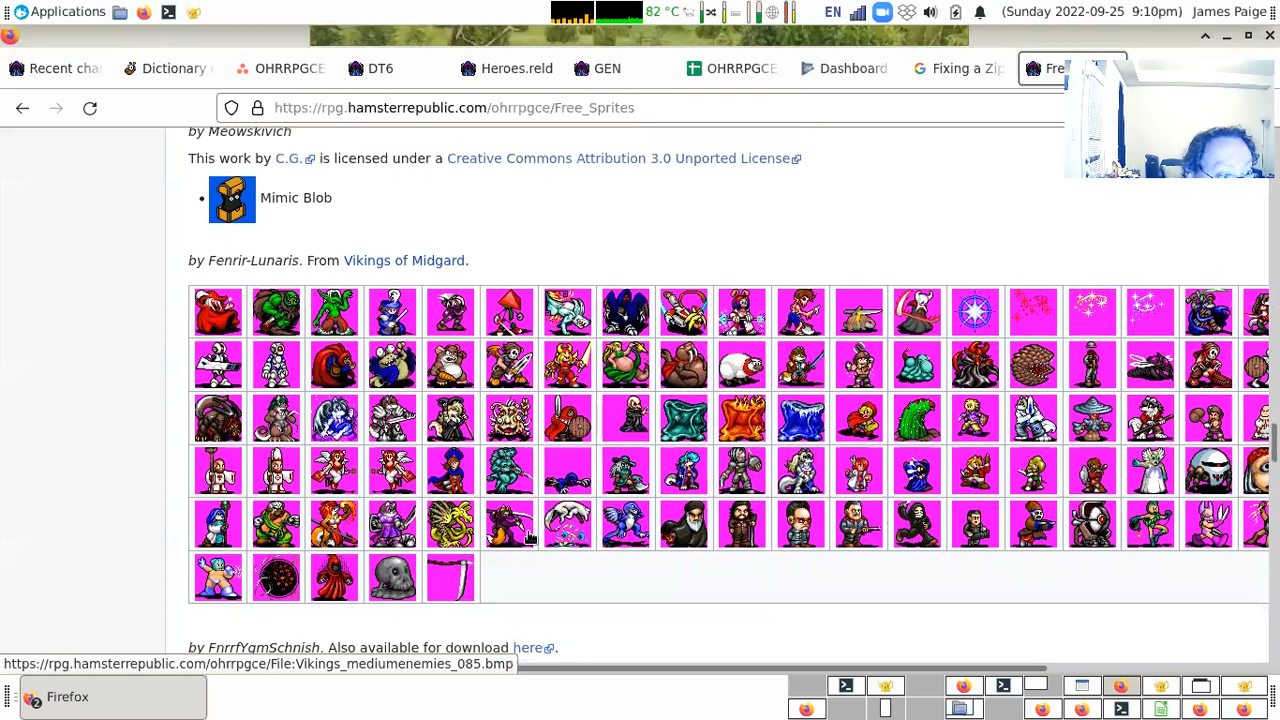 Applications 82 °C EN (Sunday 2022-09-25 9:10pm) James Paige
Recent cha Dictionary OHRRPGCE DT6 Heroes.reld GEN OHRRPGCE Dashboard Fixing a Zip Fre
https://rpg.hamsterrepublic.com/ohrrpgce/Free_Sprites
by Meowskivich
This work by C.G. is licensed under a Creative Commons Attribution 3.0 Unported License
• Mimic Blob
by Fenrir-Lunaris. From Vikings of Midgard.
by FnrrfYgmSchnish. Also available for download here.
https://rpg.hamsterrepublic.com/ohrrpgce/File:Vikings_mediumenemies_085.bmp
2 Firefox